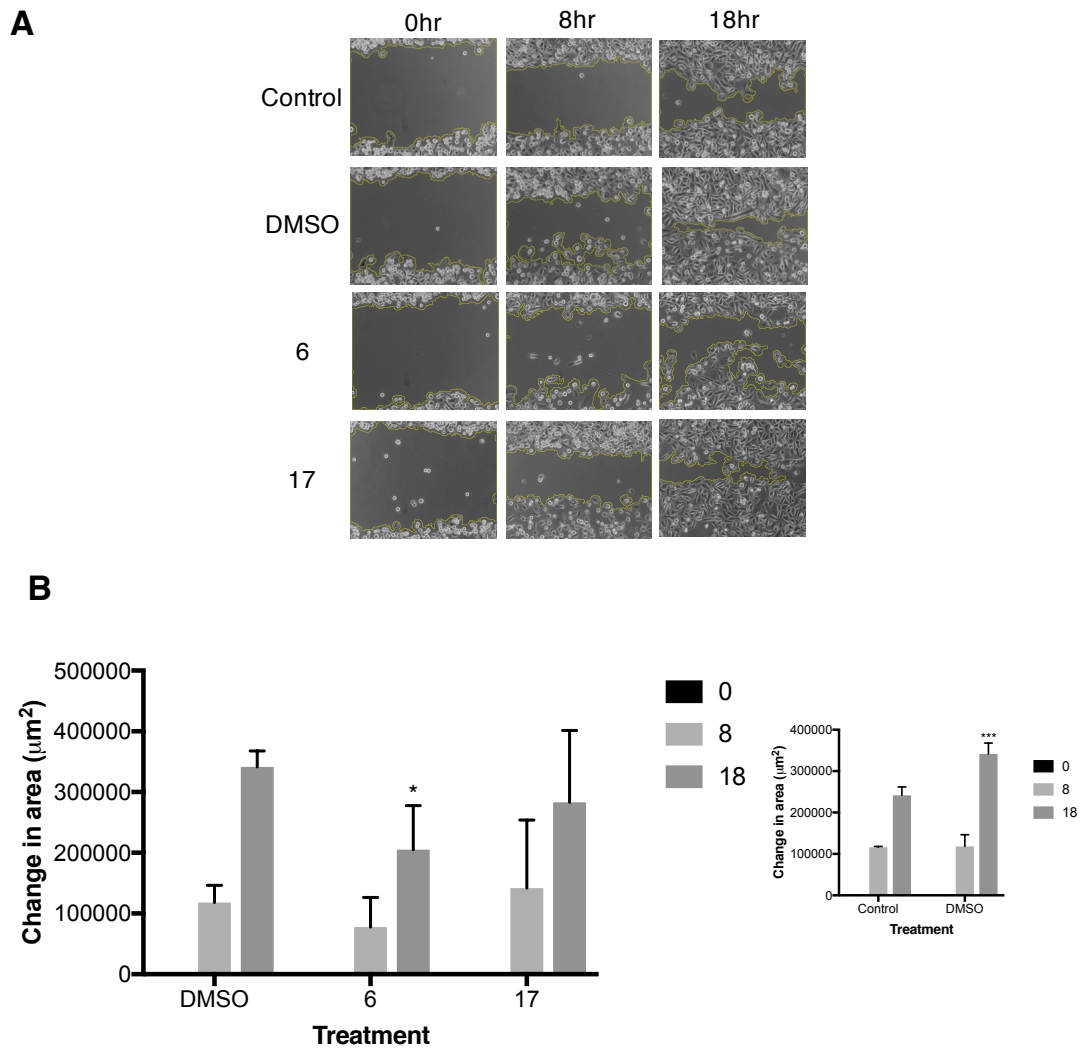 A
0hr 8hr 18hr
Control
DMSO
6
17
B
Change in area (μm²)
500000
400000
300000
200000
100000
0
*
DMSO 6 17
Treatment
0
8
18
Change in area (μm²)
400000
300000
200000
100000
0
***
Control DMSO
Treatment
0
8
18